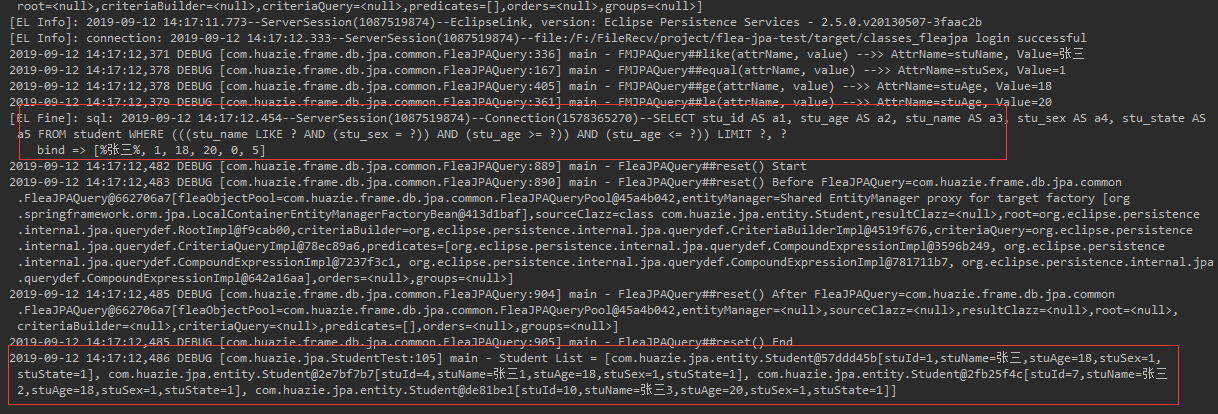 root=<null>,criteriaBuilder=<null>,criteriaQuery=<null>,predicates=[],orders=<null>,groups=<null>]
[EL Info]: 2019-09-12 14:17:11.773--ServerSession(1087519874)--EclipseLink, version: Eclipse Persistence Services - 2.5.0.v20130507-3faac2b
[EL Info]: connection: 2019-09-12 14:17:12.333--ServerSession(1087519874)--file:/F:/FileRecv/project/flea-jpa-test/target/classes_fleajpa login successful
2019-09-12 14:17:12,371 DEBUG [com.huazie.frame.db.jpa.common.FleaJPAQuery:336] main - FMJPAQuery##like(attrName, value) -->> AttrName=stuName, Value=张三
2019-09-12 14:17:12,378 DEBUG [com.huazie.frame.db.jpa.common.FleaJPAQuery:167] main - FMJPAQuery##equal(attrName, value) -->> AttrName=stuSex, Value=1
2019-09-12 14:17:12,378 DEBUG [com.huazie.frame.db.jpa.common.FleaJPAQuery:405] main - FMJPAQuery##ge(attrName, value) -->> AttrName=stuAge, Value=18
2019-09-12 14:17:12,379 DEBUG [com.huazie.frame.db.jpa.common.FleaJPAQuery:361] main - FMJPAQuery##le(attrName, value) -->> AttrName=stuAge, Value=20
[EL Fine]: sql: 2019-09-12 14:17:12.454--ServerSession(1087519874)--Connection(1578365270)--SELECT stu_id AS a1, stu_age AS a2, stu_name AS a3, stu_sex AS a4, stu_state AS
a5 FROM student WHERE (((stu_name LIKE ? AND (stu_sex = ?)) AND (stu_age >= ?)) AND (stu_age <= ?)) LIMIT ?, ?
bind => [%张三%, 1, 18, 20, 0, 5]
2019-09-12 14:17:12,482 DEBUG [com.huazie.frame.db.jpa.common.FleaJPAQuery:889] main - FleaJPAQuery##reset() Start
2019-09-12 14:17:12,483 DEBUG [com.huazie.frame.db.jpa.common.FleaJPAQuery:890] main - FleaJPAQuery##reset() Before FleaJPAQuery=com.huazie.frame.db.jpa.common
.FleaJPAQuery@662706a7[fleaObjectPool=com.huazie.frame.db.jpa.common.FleaJPAQueryPool@45a4b042,entityManager=Shared EntityManager proxy for target factory [org
.springframework.orm.jpa.LocalContainerEntityManagerFactoryBean@413d1baf],sourceClazz=class com.huazie.jpa.entity.Student,resultClazz=<null>,root=org.eclipse.persistence
.internal.jpa.querydef.RootImpl@f9cab00,criteriaBuilder=org.eclipse.persistence.internal.jpa.querydef.CriteriaBuilderImpl@4519f676,criteriaQuery=org.eclipse.persistence
.internal.jpa.querydef.CriteriaQueryImpl@78ec89a6,predicates=[org.eclipse.persistence.internal.jpa.querydef.CompoundExpressionImpl@3596b249, org.eclipse.persistence
.internal.jpa.querydef.CompoundExpressionImpl@7237f3c1, org.eclipse.persistence.internal.jpa.querydef.CompoundExpressionImpl@781711b7, org.eclipse.persistence.internal.jpa
.querydef.CompoundExpressionImpl@642a16aa],orders=<null>,groups=<null>]
2019-09-12 14:17:12,485 DEBUG [com.huazie.frame.db.jpa.common.FleaJPAQuery:904] main - FleaJPAQuery##reset() After FleaJPAQuery=com.huazie.frame.db.jpa.common
.FleaJPAQuery@662706a7[fleaObjectPool=com.huazie.frame.db.jpa.common.FleaJPAQueryPool@45a4b042,entityManager=<null>,sourceClazz=<null>,resultClazz=<null>,root=<null>,
criteriaBuilder=<null>,criteriaQuery=<null>,predicates=[],orders=<null>,groups=<null>]
2019-09-12 14:17:12,485 DEBUG [com.huazie.frame.db.jpa.common.FleaJPAQuery:905] main - FleaJPAQuery##reset() End
2019-09-12 14:17:12,486 DEBUG [com.huazie.jpa.StudentTest:105] main - Student List = [com.huazie.jpa.entity.Student@57ddd45b[stuId=1,stuName=张三,stuAge=18,stuSex=1,
stuState=1], com.huazie.jpa.entity.Student@2e7bf7b7[stuId=4,stuName=张三1,stuAge=18,stuSex=1,stuState=1], com.huazie.jpa.entity.Student@2fb25f4c[stuId=7,stuName=张三
2,stuAge=18,stuSex=1,stuState=1], com.huazie.jpa.entity.Student@de81be1[stuId=10,stuName=张三3,stuAge=20,stuSex=1,stuState=1]]